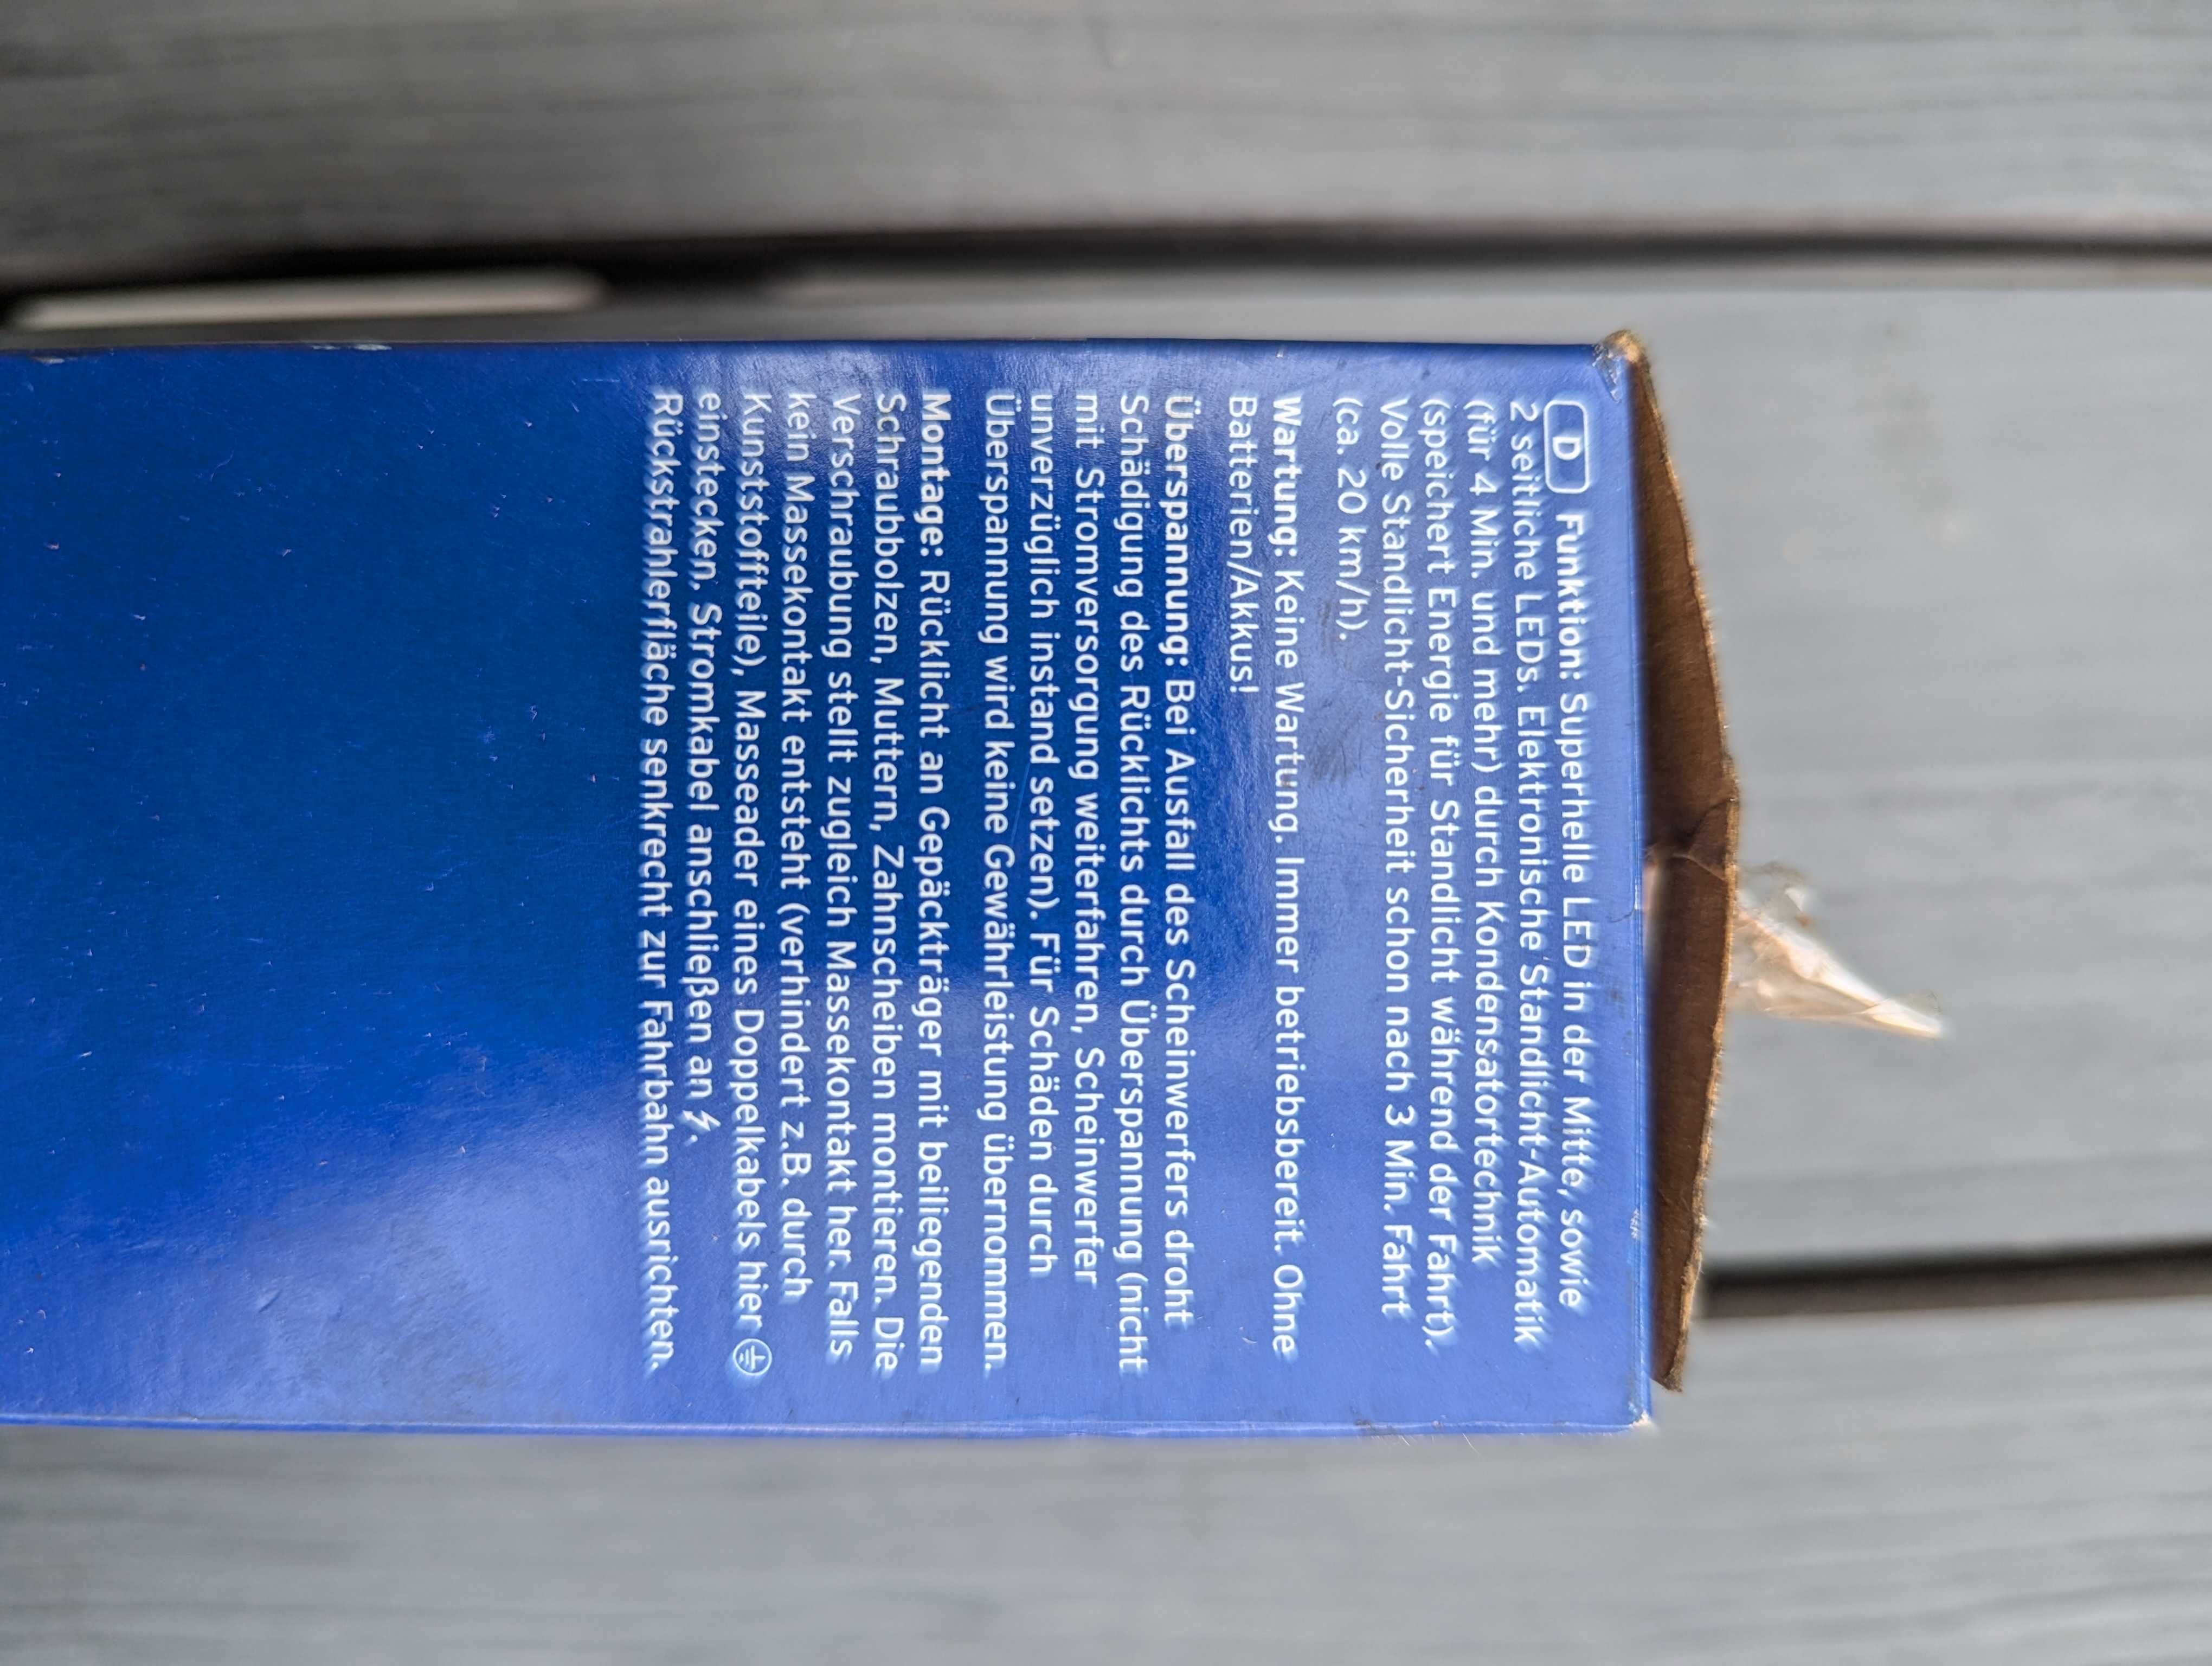 D Funktion: Superhelle LED in der Mitte, sowie
2 seitliche LEDs. Elektronische Standlicht-Automatik
(für 4 Min. und mehr) durch Kondensatortechnik
(speichert Energie für Standlicht während der Fahrt).
Volle Standlicht-Sicherheit schon nach 3 Min. Fahrt
(ca. 20 km/h).
Wartung: Keine Wartung. Immer betriebsbereit. Ohne
Batterien/Akkus!
Überspannung: Bei Ausfall des Scheinwerfers droht
Schädigung des Rücklichts durch Überspannung (nicht
mit Stromversorgung weiterfahren, Scheinwerfer
unverzüglich instand setzen). Für Schäden durch
Überspannung wird keine Gewährleistung übernommen.
Montage: Rücklicht an Gepäckträger mit beiliegenden
Schraubbolzen, Muttern, Zahnscheiben montieren. Die
Verschraubung stellt zugleich Massekontakt her. Falls
kein Massekontakt entsteht (verhindert z.B. durch
Kunststoffteile), Masseader eines Doppelkabels hier ⏚
einstecken. Stromkabel anschließen an ⚡.
Rückstrahlerfläche senkrecht zur Fahrbahn ausrichten.